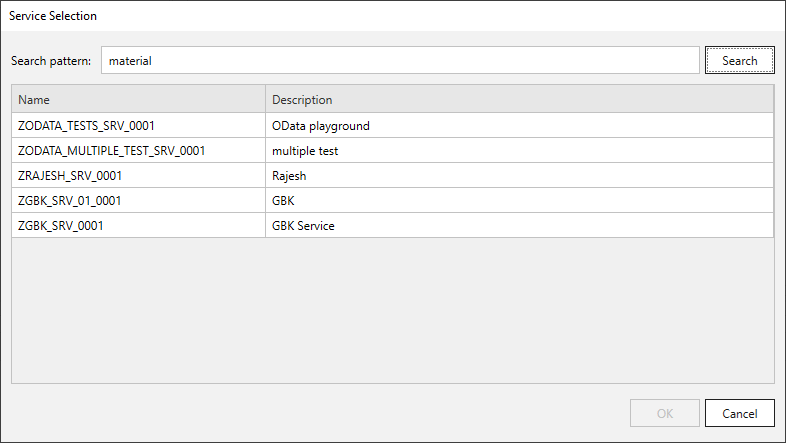 Service Selection
Search pattern: material Search
Name Description
ZODATA_TESTS_SRV_0001 OData playground
ZODATA_MULTIPLE_TEST_SRV_0001 multiple test
ZRAJESH_SRV_0001 Rajesh
ZGBK_SRV_01_0001 GBK
ZGBK_SRV_0001 GBK Service
OK Cancel